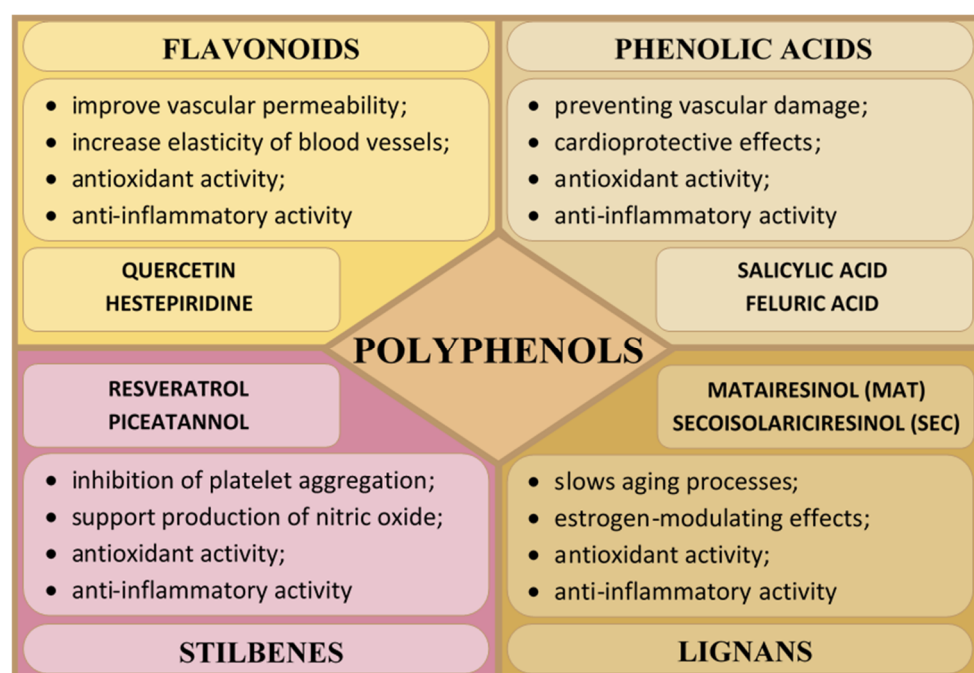 FLAVONOIDS
• improve vascular permeability;
• increase elasticity of blood vessels;
• antioxidant activity;
• anti-inflammatory activity
QUERCETIN
HESTEPIRIDINE
PHENOLIC ACIDS
• preventing vascular damage;
• cardioprotective effects;
• antioxidant activity;
• anti-inflammatory activity
SALICYLIC ACID
FELURIC ACID
POLYPHENOLS
RESVERATROL
PICEATANNOL
• inhibition of platelet aggregation;
• support production of nitric oxide;
• antioxidant activity;
• anti-inflammatory activity
STILBENES
MATAIRESINOL (MAT)
SECOISOLARICIRESINOL (SEC)
• slows aging processes;
• estrogen-modulating effects;
• antioxidant activity;
• anti-inflammatory activity
LIGNANS